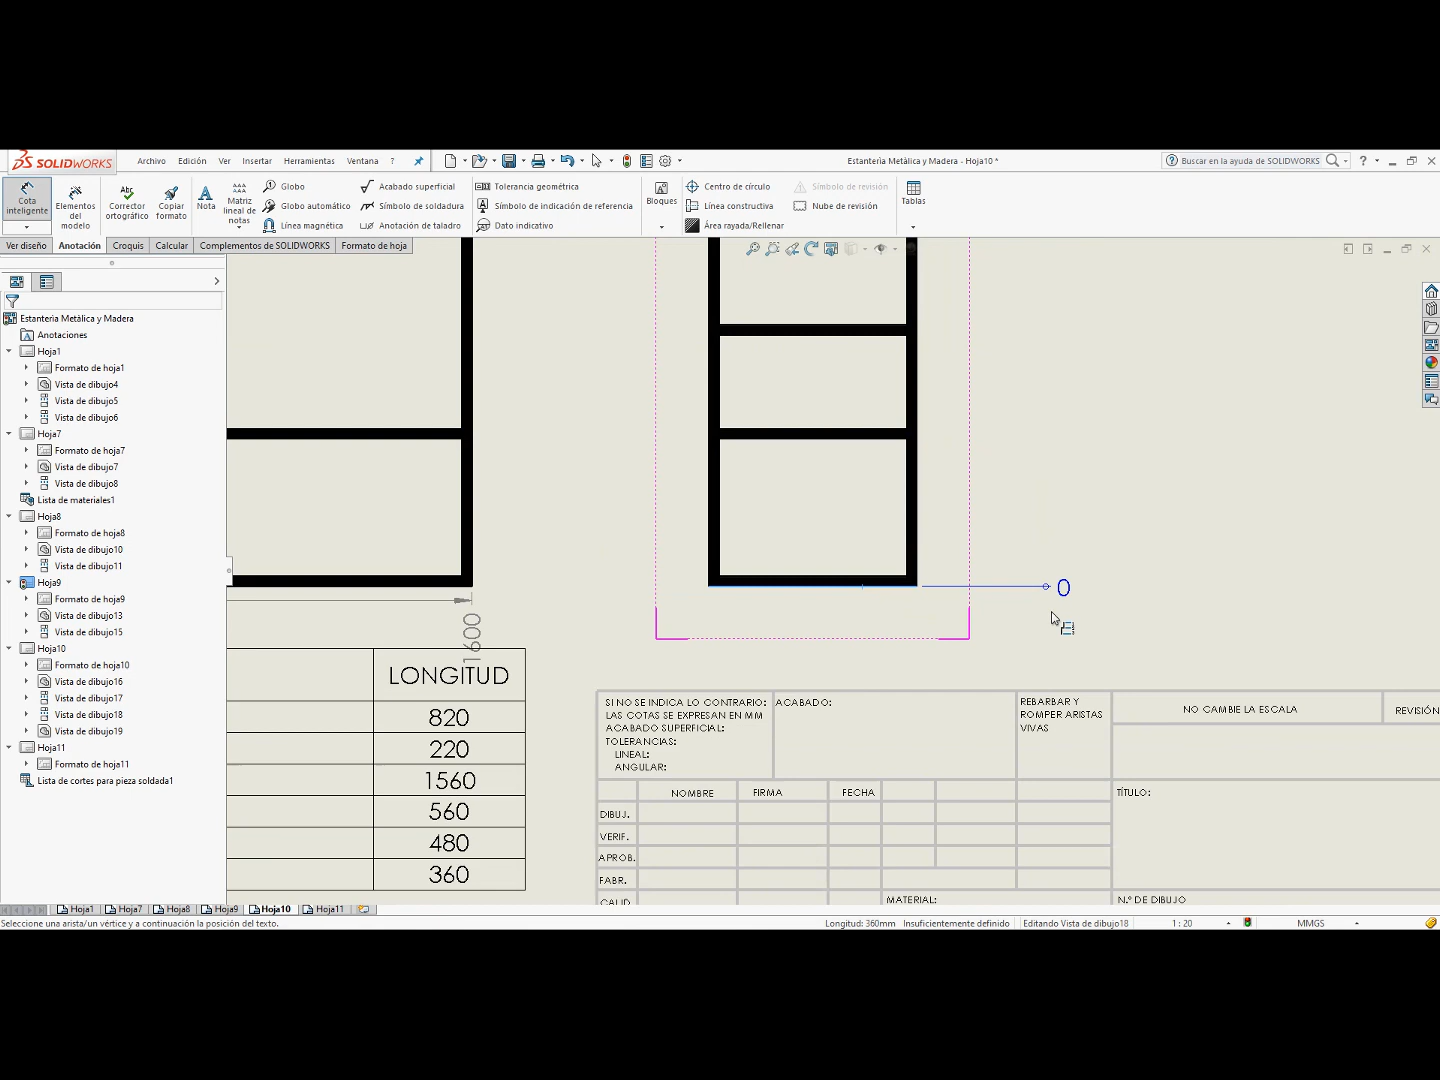 SOLIDWORKS
Archivo Edición Ver Insertar Herramientas Ventana ?
Estantería Metálica y Madera - Hoja10 *
Buscar en la ayuda de SOLIDWORKS
Cota inteligente
Elementos del modelo
Corrector ortográfico
Copiar formato
Nota
Matriz lineal de notas
Globo
Globo automático
Línea magnética
Acabado superficial
Símbolo de soldadura
Anotación de taladro
Tolerancia geométrica
Símbolo de indicación de referencia
Dato indicativo
Bloques
Centro de círculo
Línea constructiva
Área rayada/Rellenar
Símbolo de revisión
Nube de revisión
Tablas
Ver diseño Anotación Croquis Calcular Complementos de SOLIDWORKS Formato de hoja
Estantería Metálica y Madera
Anotaciones
Hoja1
Formato de hoja1
Vista de dibujo4
Vista de dibujo5
Vista de dibujo6
Hoja7
Formato de hoja7
Vista de dibujo7
Vista de dibujo8
Lista de materiales1
Hoja8
Formato de hoja8
Vista de dibujo10
Vista de dibujo11
Hoja9
Formato de hoja9
Vista de dibujo13
Vista de dibujo15
Hoja10
Formato de hoja10
Vista de dibujo16
Vista de dibujo17
Vista de dibujo18
Vista de dibujo19
Hoja11
Formato de hoja11
Lista de cortes para pieza soldada1
0
1600
LONGITUD
820
220
1560
560
480
360
SI NO SE INDICA LO CONTRARIO:
LAS COTAS SE EXPRESAN EN MM
ACABADO SUPERFICIAL:
TOLERANCIAS:
LINEAL:
ANGULAR:
ACABADO:
REBARBAR Y
ROMPER ARISTAS
VIVAS
NO CAMBIE LA ESCALA
REVISIÓN
NOMBRE FIRMA FECHA
TÍTULO:
DIBUJ.
VERIF.
APROB.
FABR.
CALID.
MATERIAL:
N.º DE DIBUJO
Hoja1 Hoja7 Hoja8 Hoja9 Hoja10 Hoja11
Seleccione una arista/un vértice y a continuación la posición del texto.
Longitud: 360mm Insuficientemente definido Editando Vista de dibujo18 1 : 20 MMGS